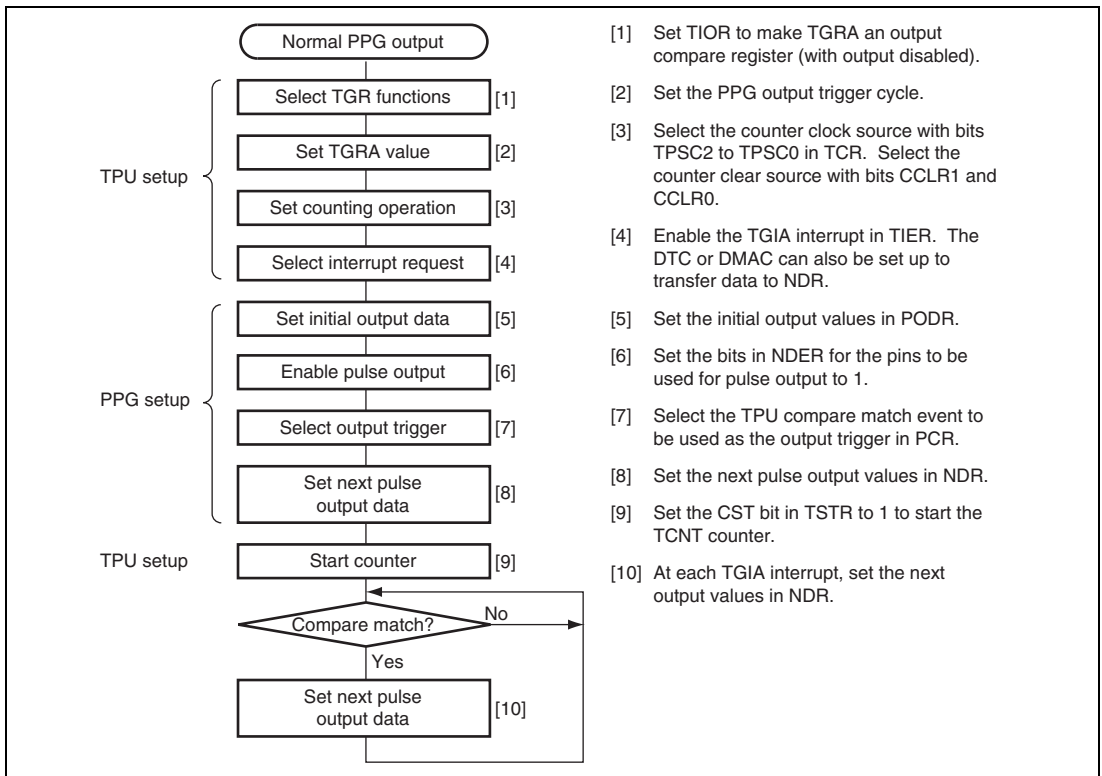 Normal PPG output
Select TGR functions [1]
Set TGRA value [2]
TPU setup
Set counting operation [3]
Select interrupt request [4]
Set initial output data [5]
Enable pulse output [6]
PPG setup
Select output trigger [7]
Set next pulse
output data
[8]
TPU setup
Start counter [9]
Compare match?
No
Yes
Set next pulse
output data
[10]
[1] Set TIOR to make TGRA an output
compare register (with output disabled).
[2] Set the PPG output trigger cycle.
[3] Select the counter clock source with bits
TPSC2 to TPSC0 in TCR. Select the
counter clear source with bits CCLR1 and
CCLR0.
[4] Enable the TGIA interrupt in TIER. The
DTC or DMAC can also be set up to
transfer data to NDR.
[5] Set the initial output values in PODR.
[6] Set the bits in NDER for the pins to be
used for pulse output to 1.
[7] Select the TPU compare match event to
be used as the output trigger in PCR.
[8] Set the next pulse output values in NDR.
[9] Set the CST bit in TSTR to 1 to start the
TCNT counter.
[10] At each TGIA interrupt, set the next
output values in NDR.